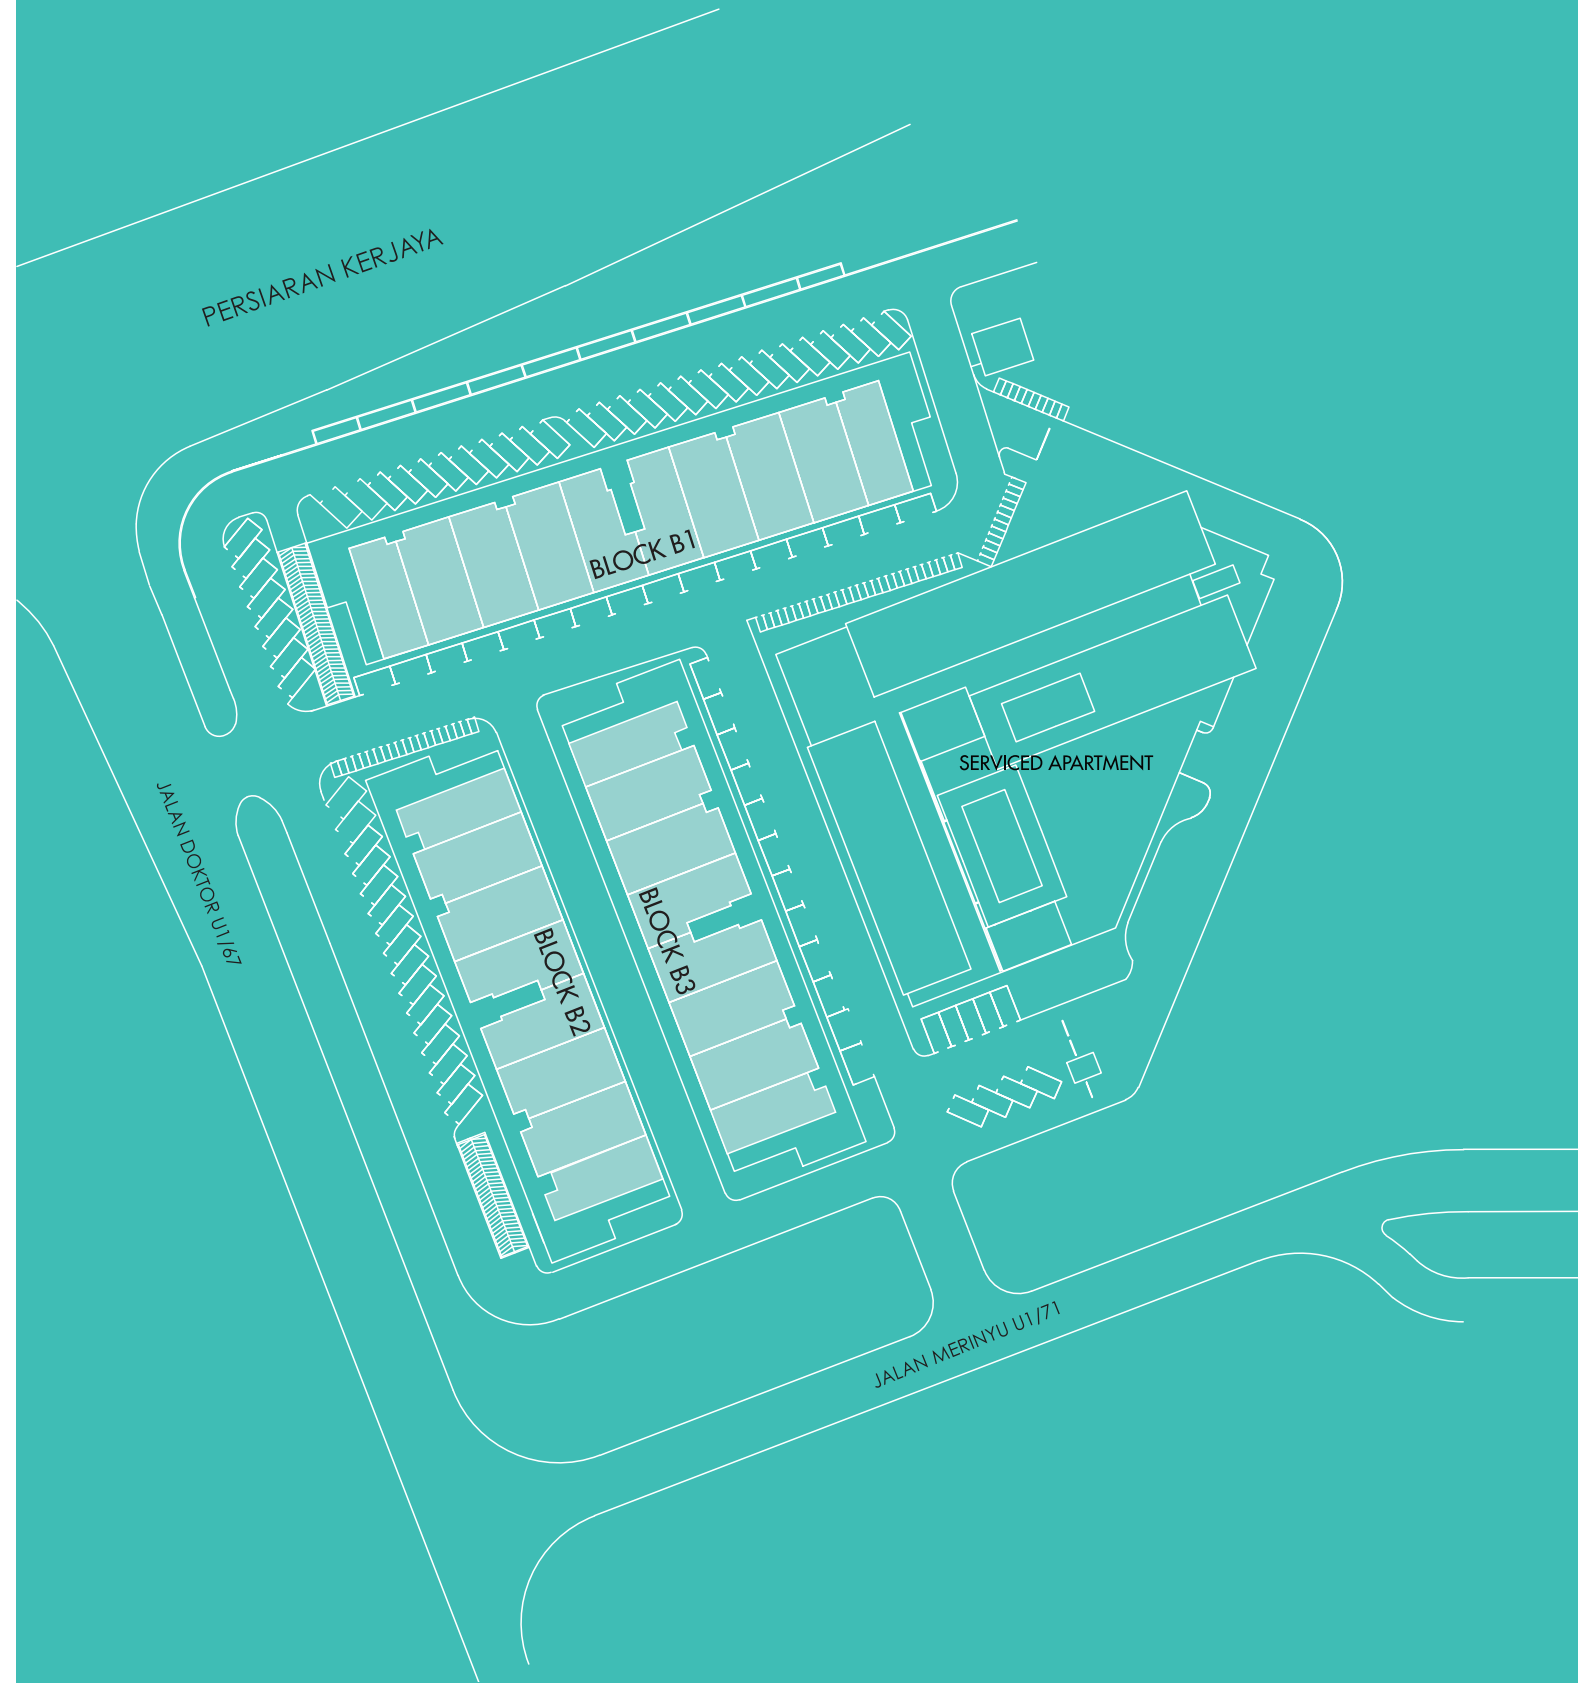 PERSIARAN KERJAYA
BLOCK B1
SERVICED APARTMENT
JALAN DOKTOR U1/67
BLOCK B3
BLOCK B2
JALAN MERINYU U1/71